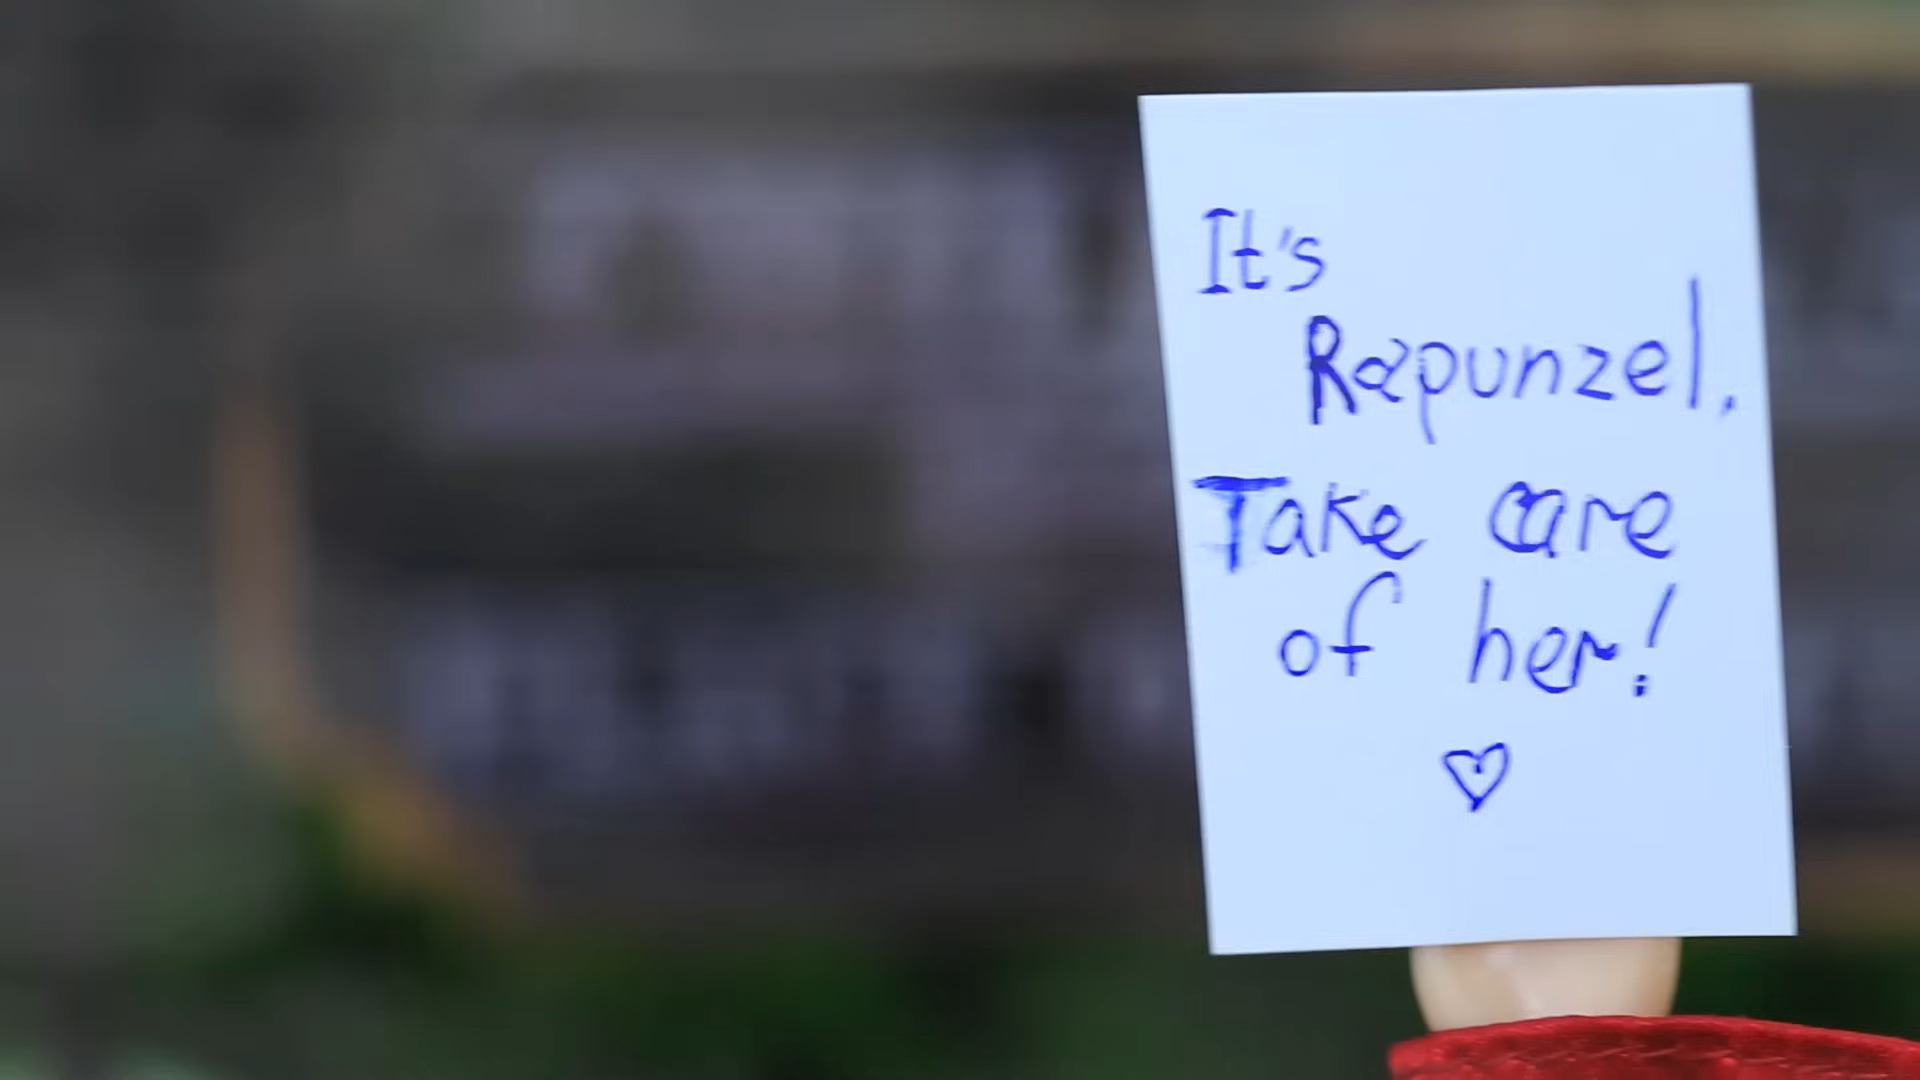 It's
Rapunzel.
Take care
of her!
♡